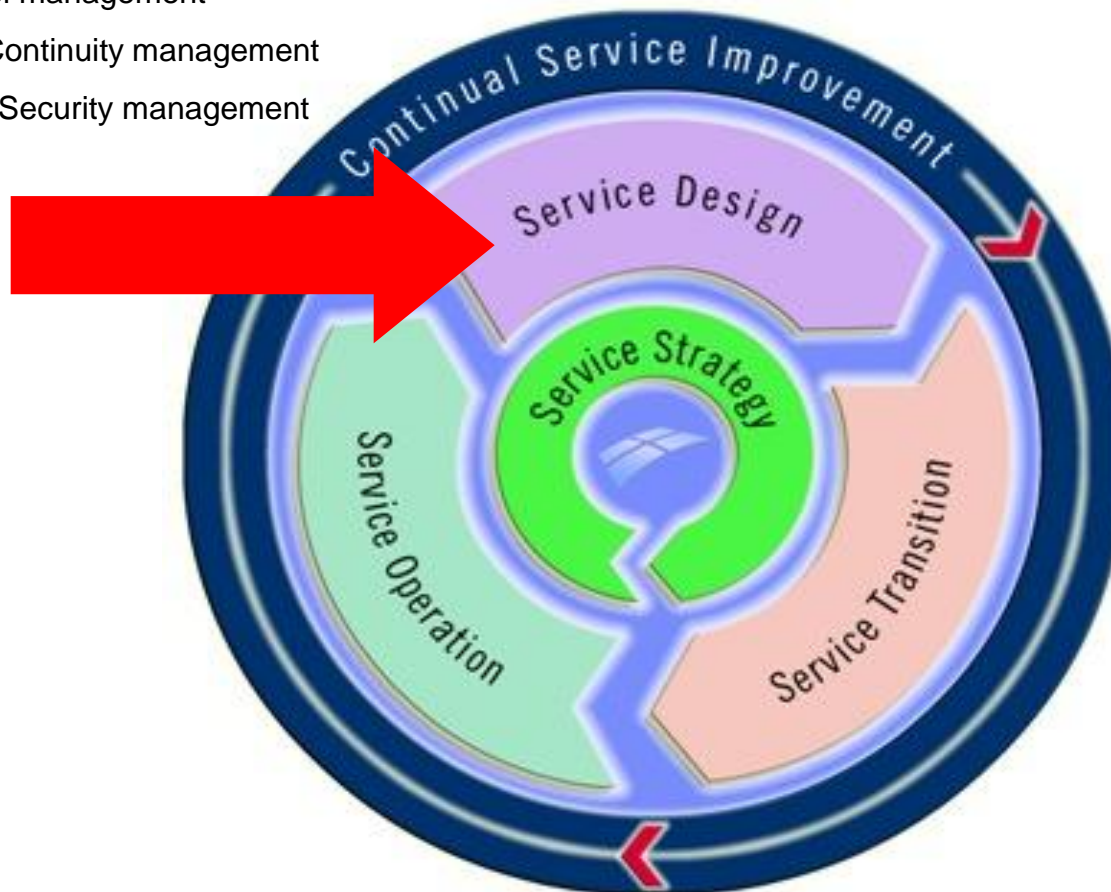 management
Continuity management
Security management
Continual Service Improvement
Service Design
Service Strategy
Service Operation
Service Transition